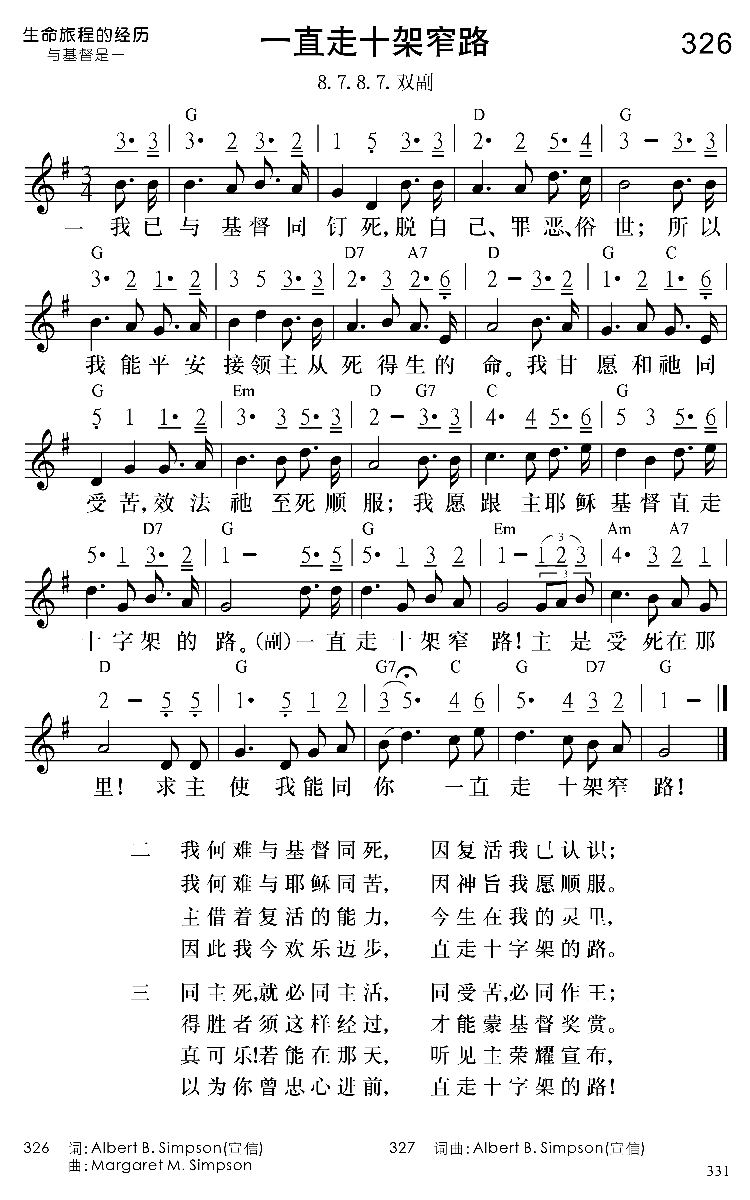 生命旅程的经历
与基督是一
一直走十架窄路
326
8.7.8.7.双副
G D G
3• 3 | 3• 2 3• 2 | 1 5 3• 3 | 2• 2 5• 4 | 3 – 3• 3 |
一 我已与基督同钉死,脱自己、罪恶、俗世;所以
G D7 A7 D G C
3• 2 1• 2 | 3 5 3• 3 | 2• 3 2• 6 | 2 – 3• 2 | 1• 2 1• 6 |
我能平安接领主从死得生的命。我甘愿和祂同
G Em D G7 C G
5 1 1• 2 | 3• 3 5• 3 | 2 – 3• 3 | 4• 4 5• 6 | 5 3 5• 6 |
受苦,效法祂至死顺服;我愿跟主耶稣基督直走
D7 G G Em Am A7
5• 1 3• 2 | 1 – 5• 5 | 5• 1 3 2 | 1 – 1 2 3 | 4• 3 2 1 |
十字架的路。(副)一直走十架窄路!主是受死在那
D G G7 C G D7 G
2 – 5 5 | 1• 5 1 2 | 3 5• 4 6 | 5• 4 3 2 | 1 –
里!求主使我能同你一直走十架窄路!
二 我何难与基督同死, 因复活我已认识;
我何难与耶稣同苦, 因神旨我愿顺服。
主借着复活的能力, 今生在我的灵里,
因此我今欢乐迈步, 直走十字架的路。
三 同主死,就必同主活, 同受苦,必同作王;
得胜者须这样经过, 才能蒙基督奖赏。
真可乐!若能在那天, 听见主荣耀宣布,
以为你曾忠心进前, 直走十字架的路!
326 词:Albert B. Simpson(宣信) 327 词曲:Albert B. Simpson(宣信)
曲:Margaret M. Simpson
331